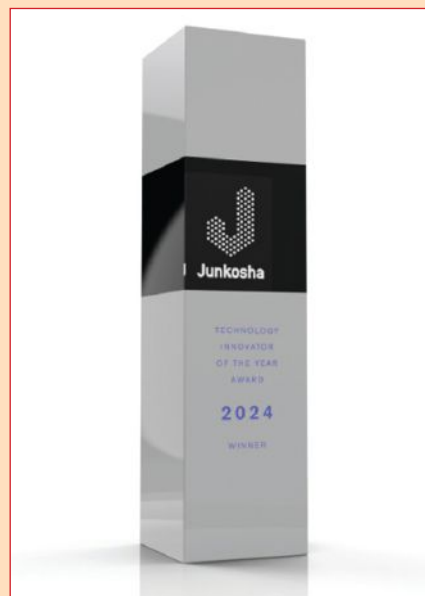 Junkosha
TECHNOLOGY
INNOVATOR
OF THE YEAR
AWARD
2024
WINNER